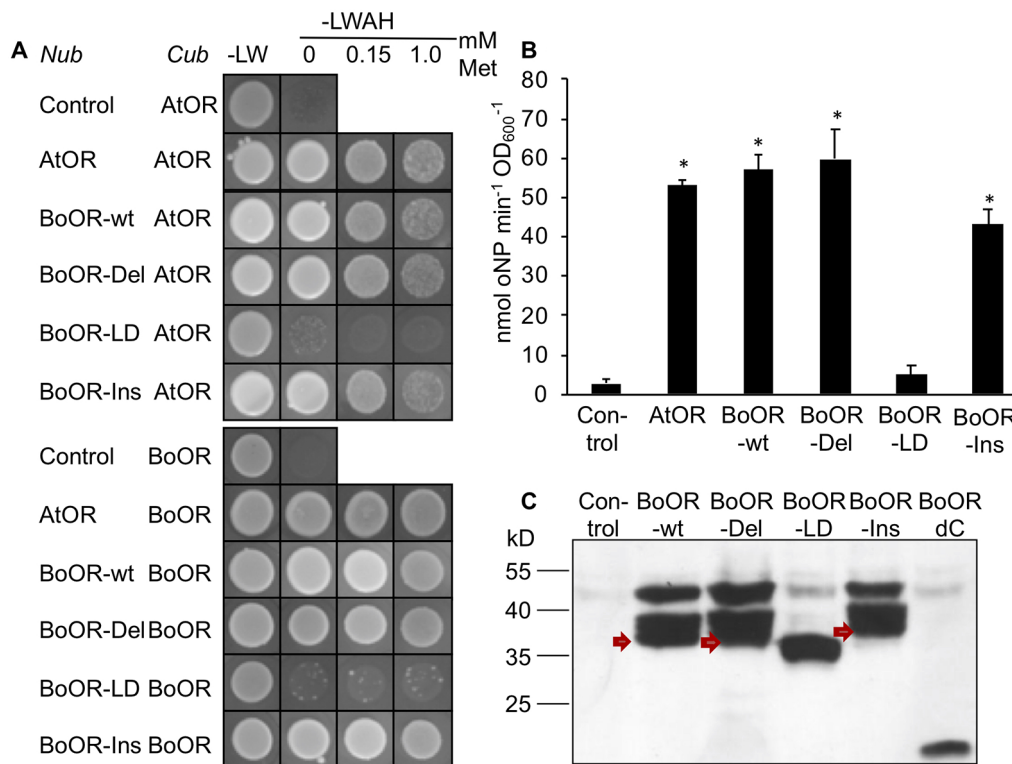 A
-LWAH
Nub Cub -LW 0 0.15 1.0 mM Met
Control AtOR
AtOR AtOR
BoOR-wt AtOR
BoOR-Del AtOR
BoOR-LD AtOR
BoOR-Ins AtOR
Control BoOR
AtOR BoOR
BoOR-wt BoOR
BoOR-Del BoOR
BoOR-LD BoOR
BoOR-Ins BoOR
B
nmol oNP min⁻¹ OD₆₀₀⁻¹
80
70
60
50
40
30
20
10
0
* * * *
Con- AtOR BoOR BoOR BoOR BoOR
trol -wt -Del -LD -Ins
C
Con- BoOR BoOR BoOR BoOR BoOR
trol -wt -Del -LD -Ins dC
kD
55
40
35
25